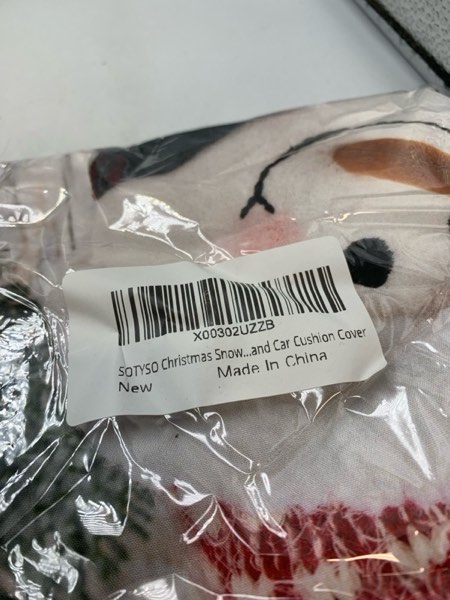 X00302UZZB
SOTYSO Christmas Snow...and Car Cushion Cover
New Made In China